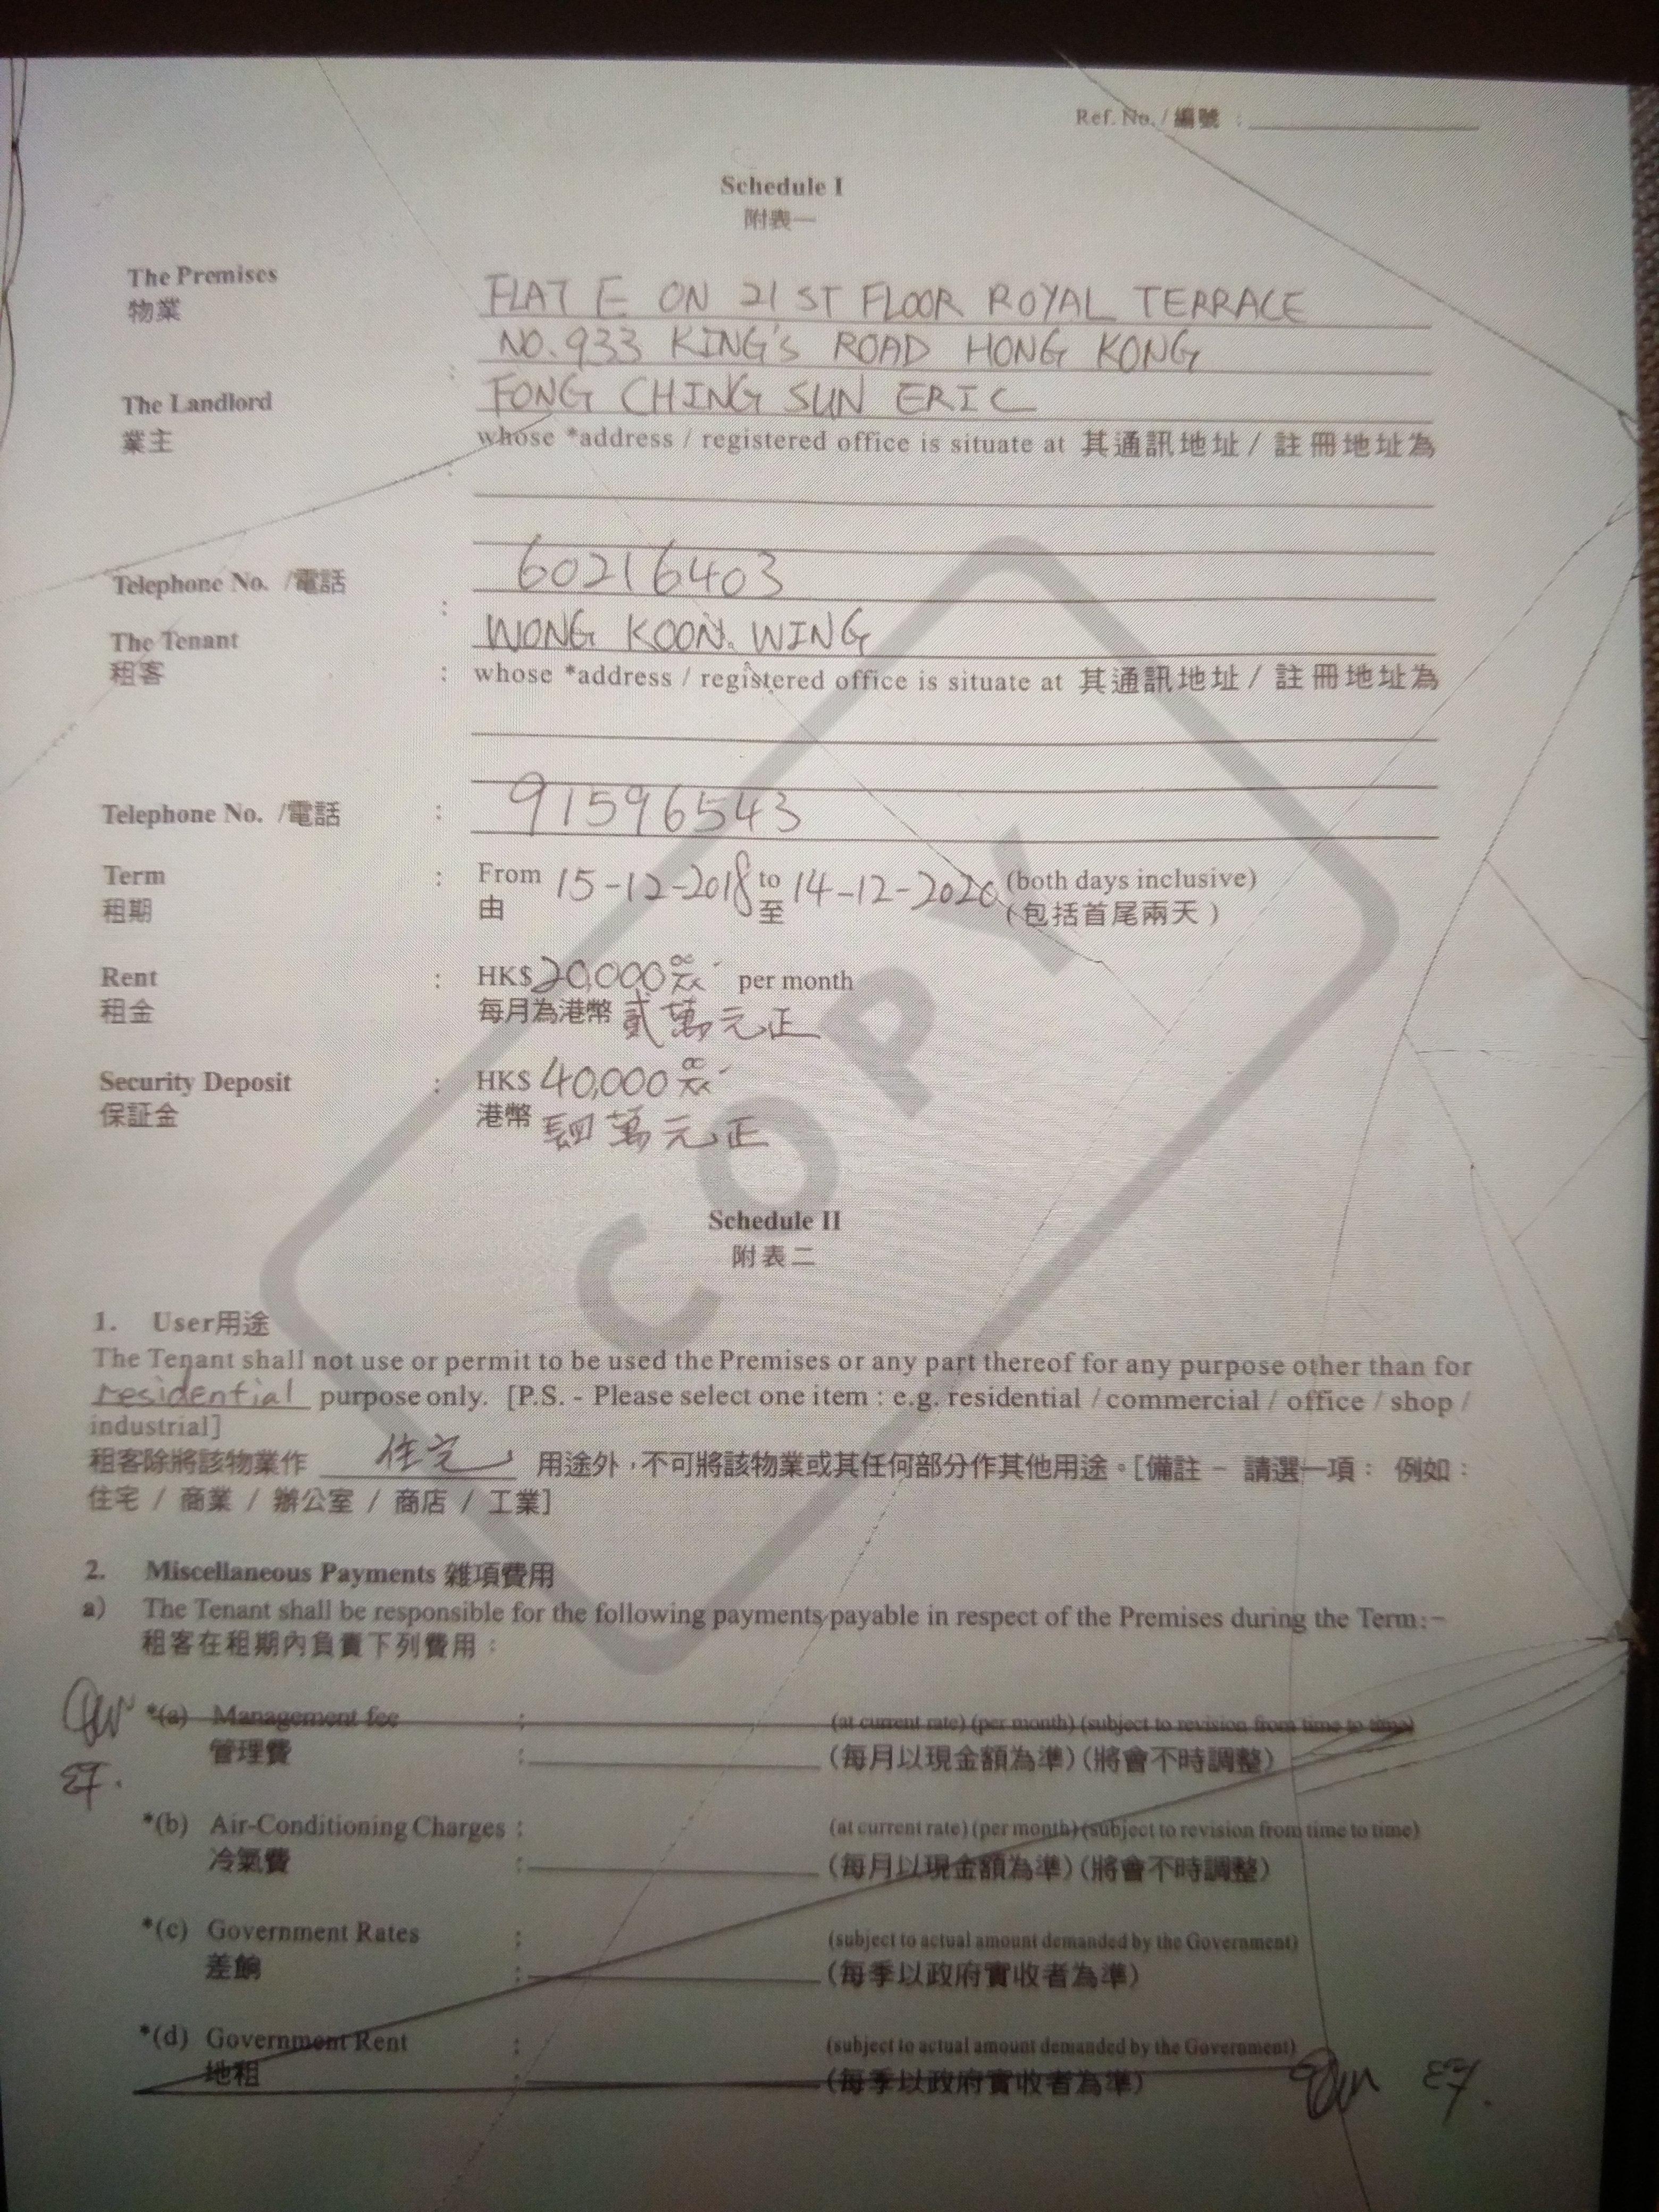 Ref. No. / 編號 :
Schedule I
附表一
The Premises
物業
FLAT E ON 21ST FLOOR ROYAL TERRACE
NO. 933 KING'S ROAD HONG KONG
:
The Landlord
業主
FONG CHING SUN ERIC
whose *address / registered office is situate at 其通訊地址 / 註冊地址為
:
Telephone No. /電話
60216403
:
The Tenant
租客
WONG KOON WING
: whose *address / registered office is situate at 其通訊地址 / 註冊地址為
Telephone No. /電話 : 91596543
Term : From 15-12-2018 to 14-12-2020 (both days inclusive)
租期 由 至 (包括首尾兩天)
Rent : HK$ 20,000 per month
租金 每月為港幣 貳萬元正
Security Deposit : HK$ 40,000
保証金 港幣 萬元正
COPY
Schedule II
附表二
1. User用途
The Tenant shall not use or permit to be used the Premises or any part thereof for any purpose other than for
residential purpose only. [P.S. - Please select one item : e.g. residential / commercial / office / shop /
industrial]
租客除將該物業作 住宅 用途外，不可將該物業或其任何部分作其他用途。[備註 - 請選一項： 例如：
住宅 / 商業 / 辦公室 / 商店 / 工業]
2. Miscellaneous Payments 雜項費用
a) The Tenant shall be responsible for the following payments payable in respect of the Premises during the Term:-
租客在租期內負責下列費用：
*(a) Management fee : (at current rate) (per month) (subject to revision from time to time)
管理費 : (每月以現金額為準) (將會不時調整)
EF.
*(b) Air-Conditioning Charges : (at current rate) (per month) (subject to revision from time to time)
冷氣費 : (每月以現金額為準) (將會不時調整)
*(c) Government Rates : (subject to actual amount demanded by the Government)
差餉 : (每季以政府實收者為準)
*(d) Government Rent : (subject to actual amount demanded by the Government)
地租 : (每季以政府實收者為準)
EF.